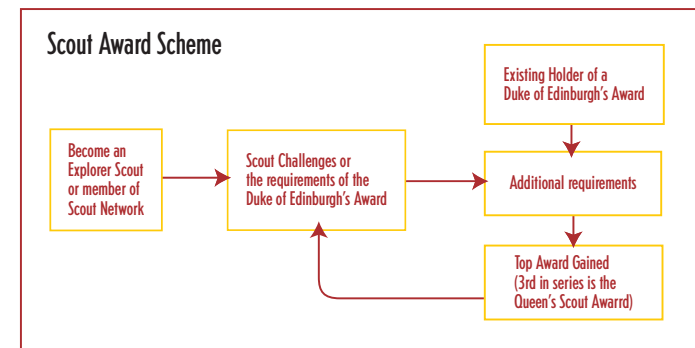 Scout Award Scheme
Existing Holder of a
Duke of Edinburgh's Award
Become an
Explorer Scout
or member of
Scout Network
Scout Challenges or
the requirements of the
Duke of Edinburgh's Award
Additional requirements
Top Award Gained
(3rd in series is the
Queen's Scout Awarrd)